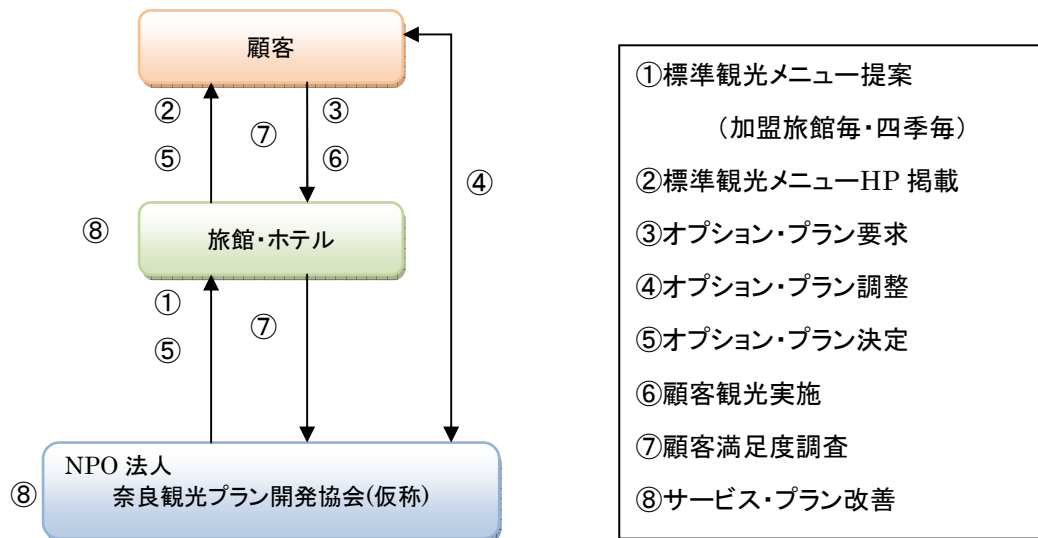 顧客
②
③
⑦
⑤
⑥
④
⑧
旅館・ホテル
①
⑦
⑤
⑧
NPO 法人
奈良観光プラン開発協会(仮称)
①標準観光メニュー提案
（加盟旅館毎・四季毎）
②標準観光メニューHP 掲載
③オプション・プラン要求
④オプション・プラン調整
⑤オプション・プラン決定
⑥顧客観光実施
⑦顧客満足度調査
⑧サービス・プラン改善